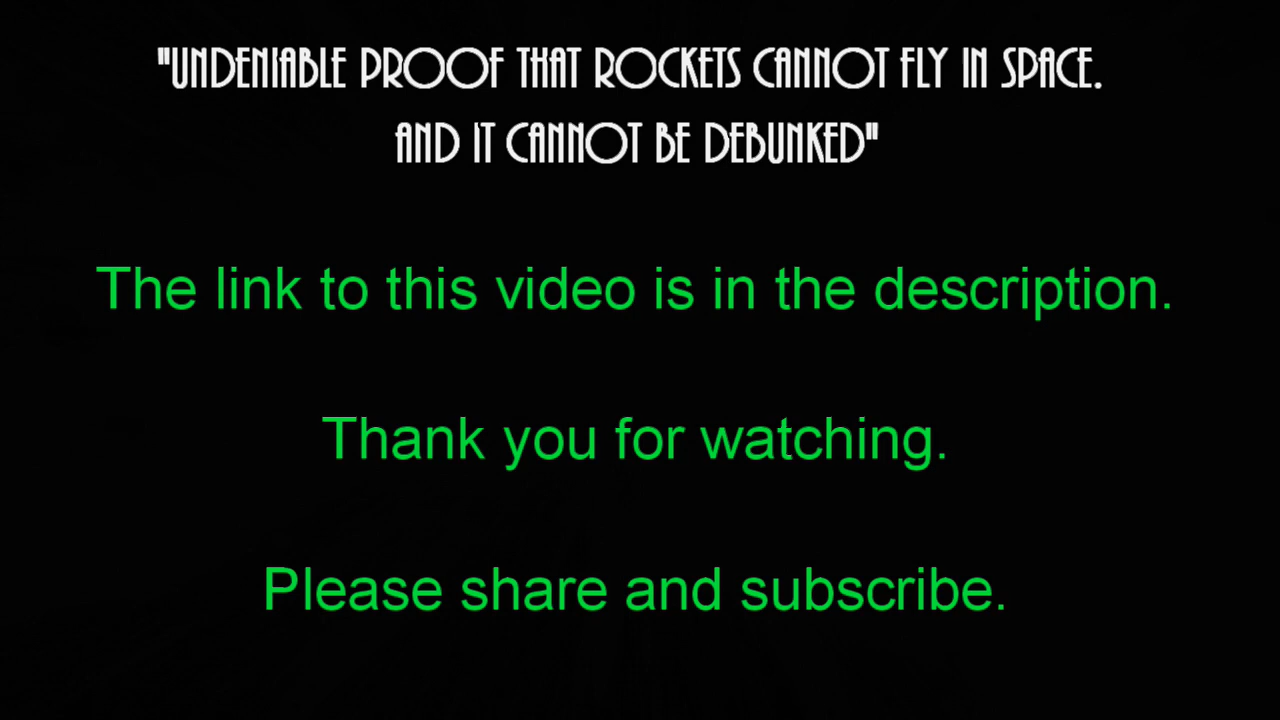 "UNDENIABLE PROOF THAT ROCKETS CANNOT FLY IN SPACE.
AND IT CANNOT BE DEBUNKED"
The link to this video is in the description.
Thank you for watching.
Please share and subscribe.